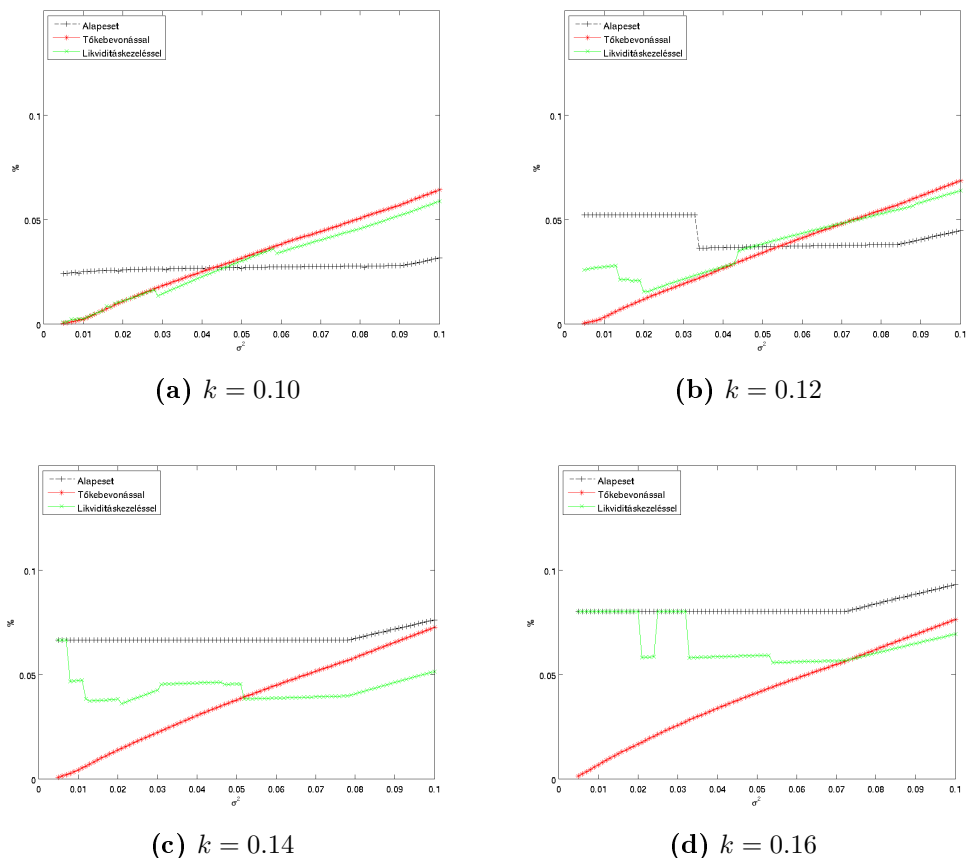 Alapeset
Tőkebevonással
Likviditáskezeléssel
0.1
0.05
0
%
0 0.01 0.02 0.03 0.04 0.05 0.06 0.07 0.08 0.09 0.1
σ²
(a) k = 0.10
Alapeset
Tőkebevonással
Likviditáskezeléssel
0.1
0.05
0
%
0 0.01 0.02 0.03 0.04 0.05 0.06 0.07 0.08 0.09 0.1
σ²
(b) k = 0.12
Alapeset
Tőkebevonással
Likviditáskezeléssel
0.1
0.05
0
%
0 0.01 0.02 0.03 0.04 0.05 0.06 0.07 0.08 0.09 0.1
σ²
(c) k = 0.14
Alapeset
Tőkebevonással
Likviditáskezeléssel
0.1
0.05
0
%
0 0.01 0.02 0.03 0.04 0.05 0.06 0.07 0.08 0.09 0.1
σ²
(d) k = 0.16